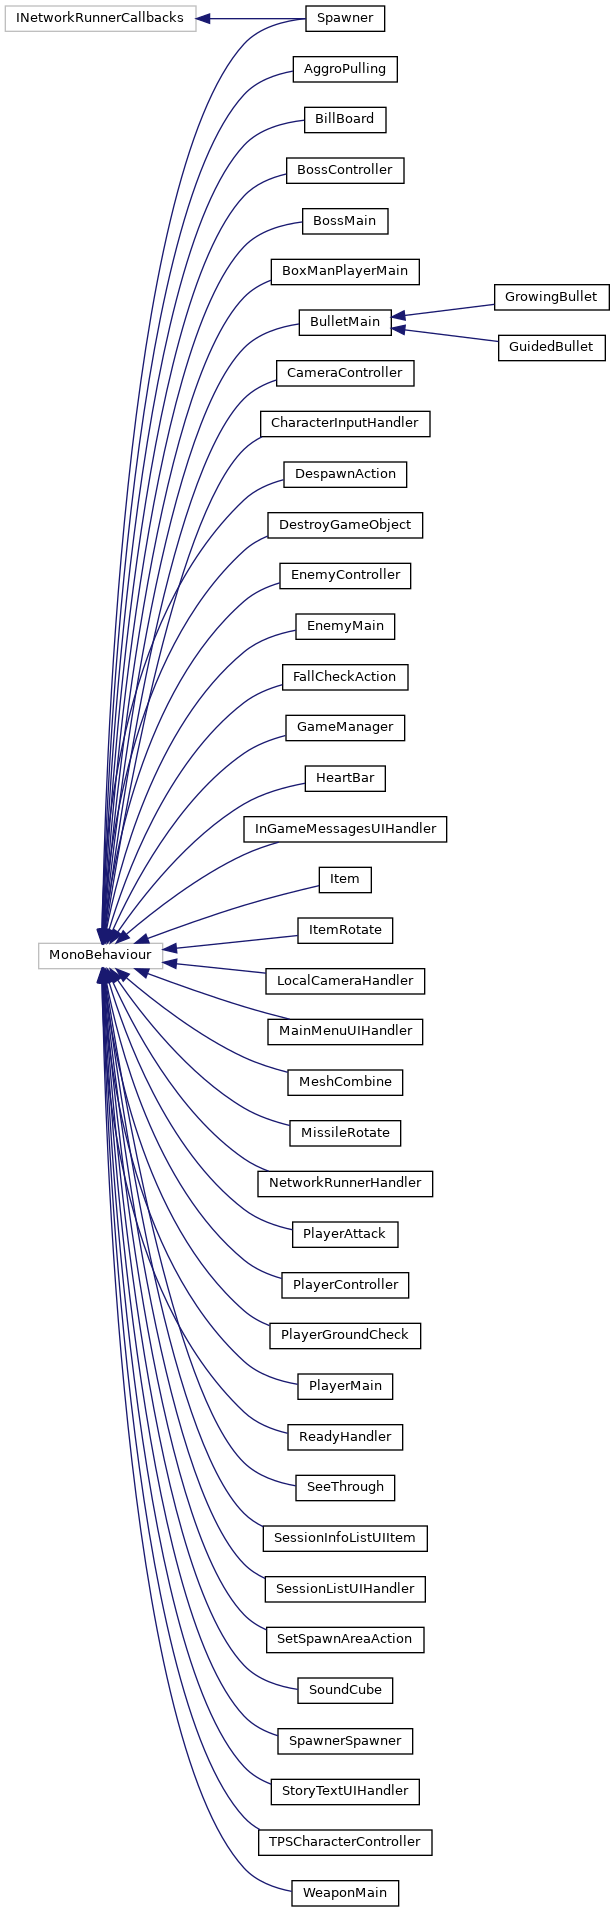 INetworkRunnerCallbacks
Spawner
AggroPulling
BillBoard
BossController
BossMain
BoxManPlayerMain
GrowingBullet
BulletMain
GuidedBullet
CameraController
CharacterInputHandler
DespawnAction
DestroyGameObject
EnemyController
EnemyMain
FallCheckAction
GameManager
HeartBar
InGameMessagesUIHandler
Item
ItemRotate
MonoBehaviour
LocalCameraHandler
MainMenuUIHandler
MeshCombine
MissileRotate
NetworkRunnerHandler
PlayerAttack
PlayerController
PlayerGroundCheck
PlayerMain
ReadyHandler
SeeThrough
SessionInfoListUIItem
SessionListUIHandler
SetSpawnAreaAction
SoundCube
SpawnerSpawner
StoryTextUIHandler
TPSCharacterController
WeaponMain